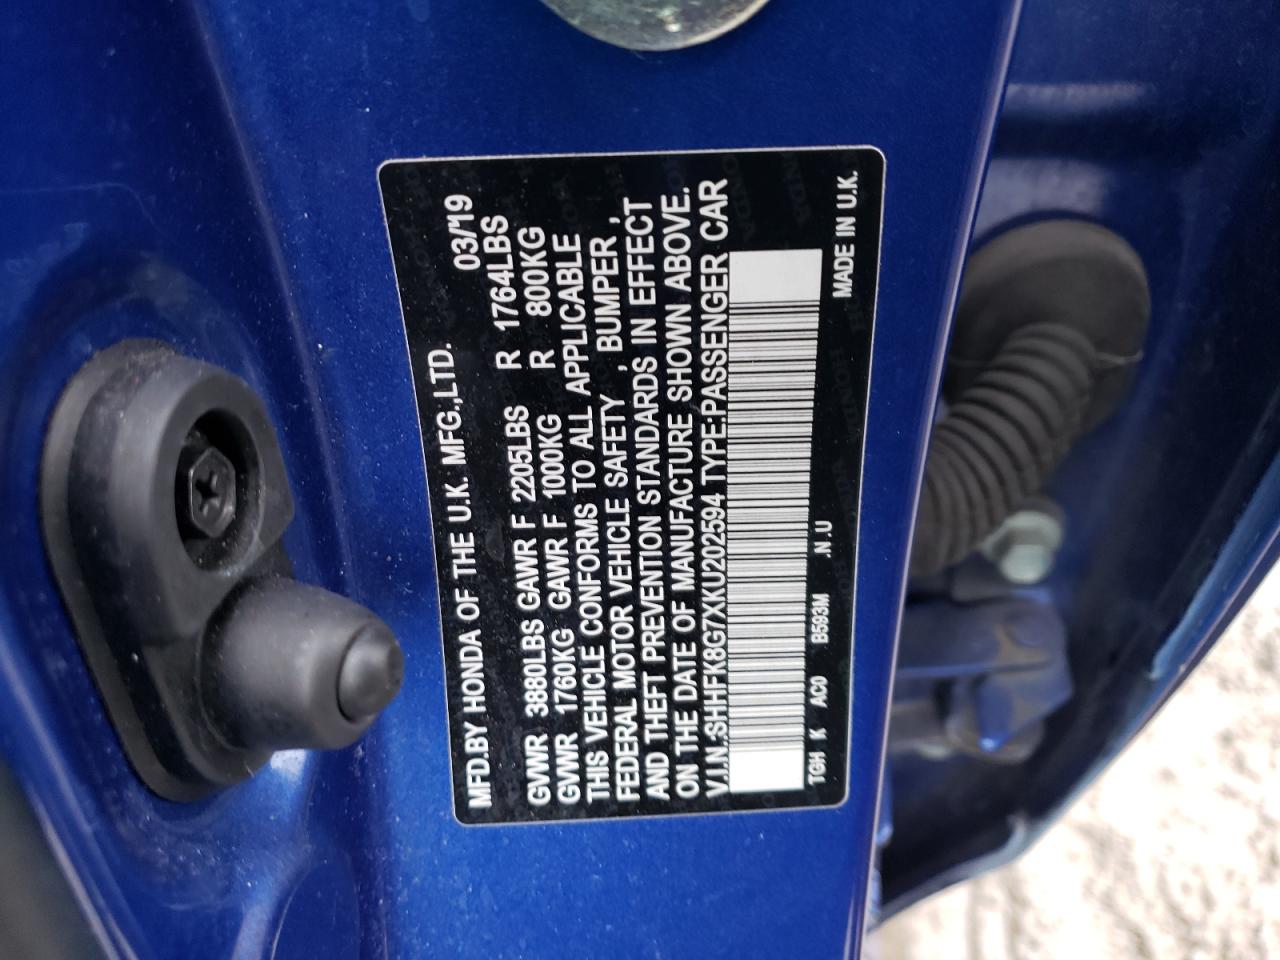 MFD.BY HONDA OF THE U.K. MFG.,LTD. 03/'19
GVWR 3880LBS GAWR F 2205LBS R 1764LBS
GVWR 1760KG GAWR F 1000KG R 800KG
THIS VEHICLE CONFORMS TO ALL APPLICABLE
FEDERAL MOTOR VEHICLE SAFETY , BUMPER ,
AND THEFT PREVENTION STANDARDS IN EFFECT
ON THE DATE OF MANUFACTURE SHOWN ABOVE.
V.I.N.:SHHFK8G7XKU202594 TYPE:PASSENGER CAR
TGH K AC0 B593M .N.U MADE IN U.K.